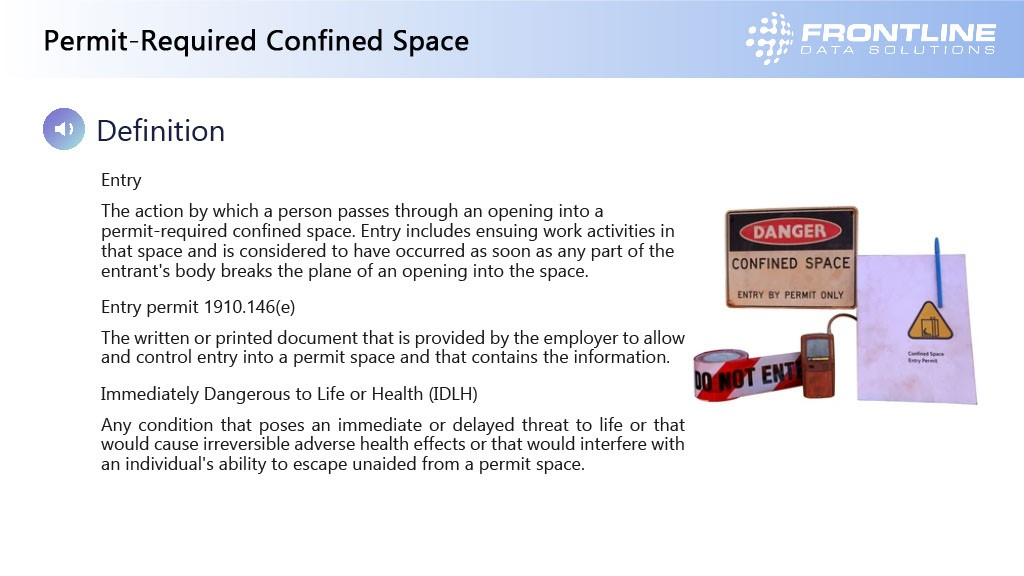 Permit-Required Confined Space
FRONTLINE
DATA SOLUTIONS
Definition
Entry
The action by which a person passes through an opening into a
permit-required confined space. Entry includes ensuing work activities in
that space and is considered to have occurred as soon as any part of the
entrant's body breaks the plane of an opening into the space.
Entry permit 1910.146(e)
The written or printed document that is provided by the employer to allow
and control entry into a permit space and that contains the information.
Immediately Dangerous to Life or Health (IDLH)
Any condition that poses an immediate or delayed threat to life or that
would cause irreversible adverse health effects or that would interfere with
an individual's ability to escape unaided from a permit space.
DANGER
CONFINED SPACE
ENTRY BY PERMIT ONLY
DO NOT ENTE
Confined Space
Entry Permit